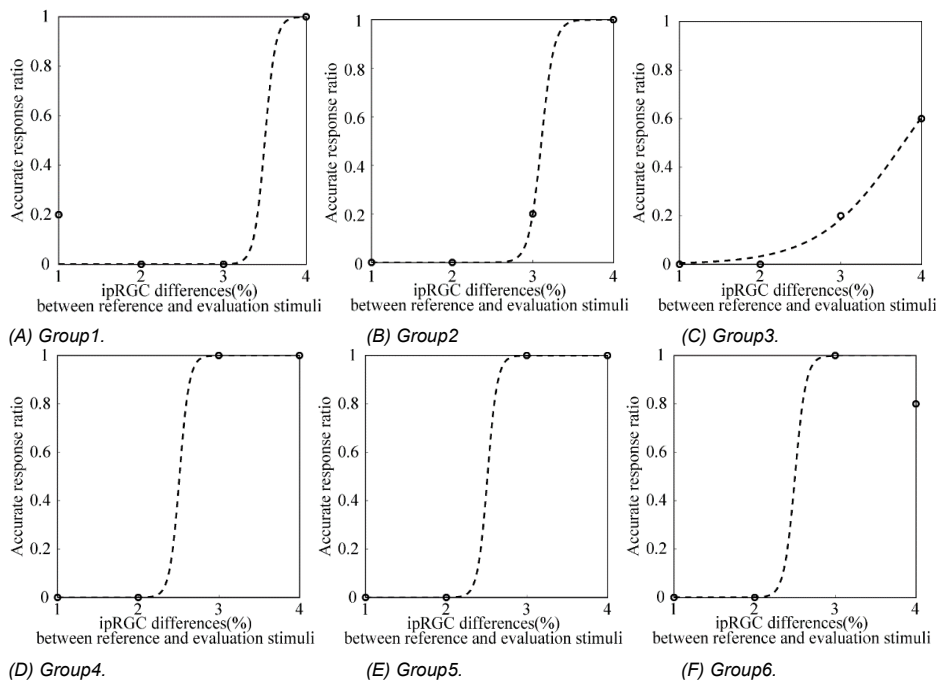 1
0.8
0.6
0.4
0.2
0
Accurate response ratio
1 2 3 4
ipRGC differences(%)
between reference and evaluation stimuli
(A) Group1.
1
0.8
0.6
0.4
0.2
0
Accurate response ratio
1 2 3 4
ipRGC differences(%)
between reference and evaluation stimuli
(B) Group2
1
0.8
0.6
0.4
0.2
0
Accurate response ratio
1 2 3 4
ipRGC differences(%)
between reference and evaluation stimuli
(C) Group3.
1
0.8
0.6
0.4
0.2
0
Accurate response ratio
1 2 3 4
ipRGC differences(%)
between reference and evaluation stimuli
(D) Group4.
1
0.8
0.6
0.4
0.2
0
Accurate response ratio
1 2 3 4
ipRGC differences(%)
between reference and evaluation stimuli
(E) Group5.
1
0.8
0.6
0.4
0.2
0
Accurate response ratio
1 2 3 4
ipRGC differences(%)
between reference and evaluation stimuli
(F) Group6.